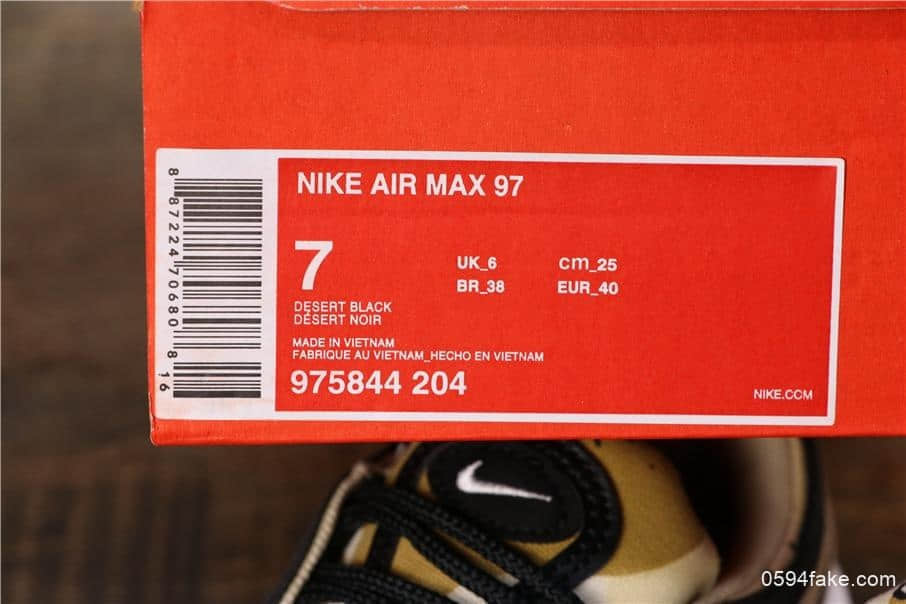 NIKE AIR MAX 97
7
UK_6
cm_25
BR_38
EUR_40
DESERT BLACK
DÉSERT NOIR
MADE IN VIETNAM
FABRIQUE AU VIETNAM_HECHO EN VIETNAM
975844 204
NIKE.COM
8 87224 70680 8 16
0594fake.com